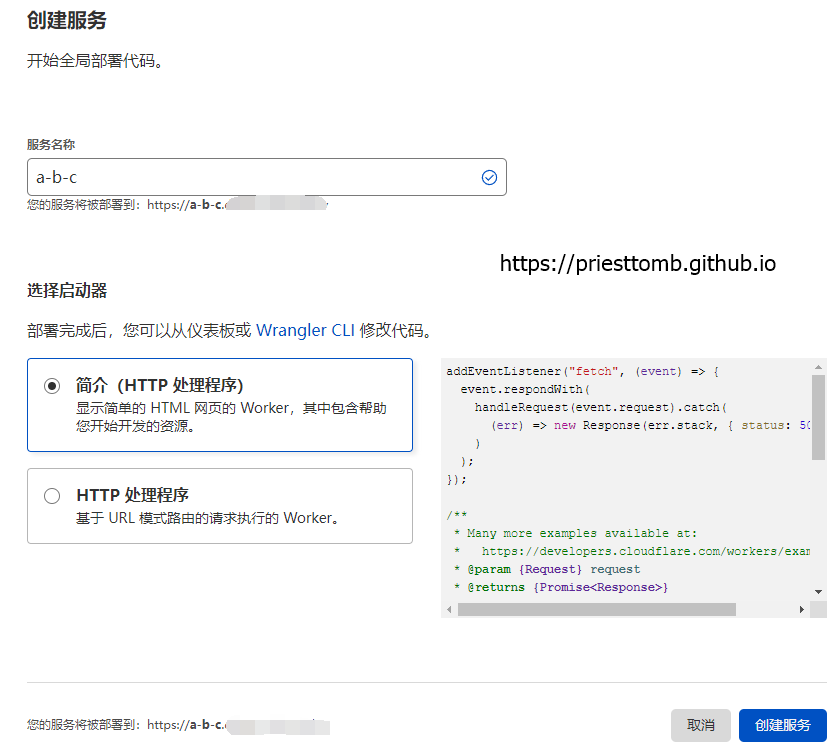 创建服务
开始全局部署代码。
服务名称
a-b-c
您的服务将被部署到：https://a-b-c.
https://priesttomb.github.io
选择启动器
部署完成后，您可以从仪表板或 Wrangler CLI 修改代码。
简介（HTTP 处理程序）
显示简单的 HTML 网页的 Worker，其中包含帮助
您开始开发的资源。
HTTP 处理程序
基于 URL 模式路由的请求执行的 Worker。
addEventListener("fetch", (event) => {
event.respondWith(
handleRequest(event.request).catch(
(err) => new Response(err.stack, { status: 50
)
);
});
/**
* Many more examples available at:
* https://developers.cloudflare.com/workers/exam
* @param {Request} request
* @returns {Promise<Response>}
您的服务将被部署到：https://a-b-c.
取消
创建服务